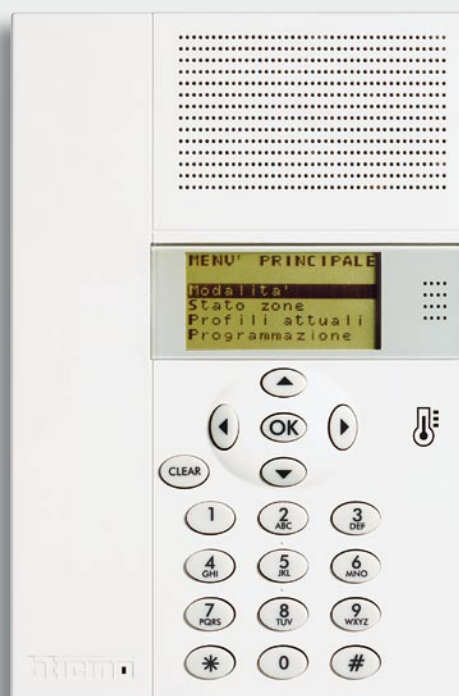 MENU' PRINCIPALE
Modalita'
Stato zone
Profili attuali
Programmazione
OK
CLEAR
1
2 ABC
3 DEF
4 GHI
5 JKL
6 MNO
7 PQRS
8 TUV
9 WXYZ
*
0
#
bticino